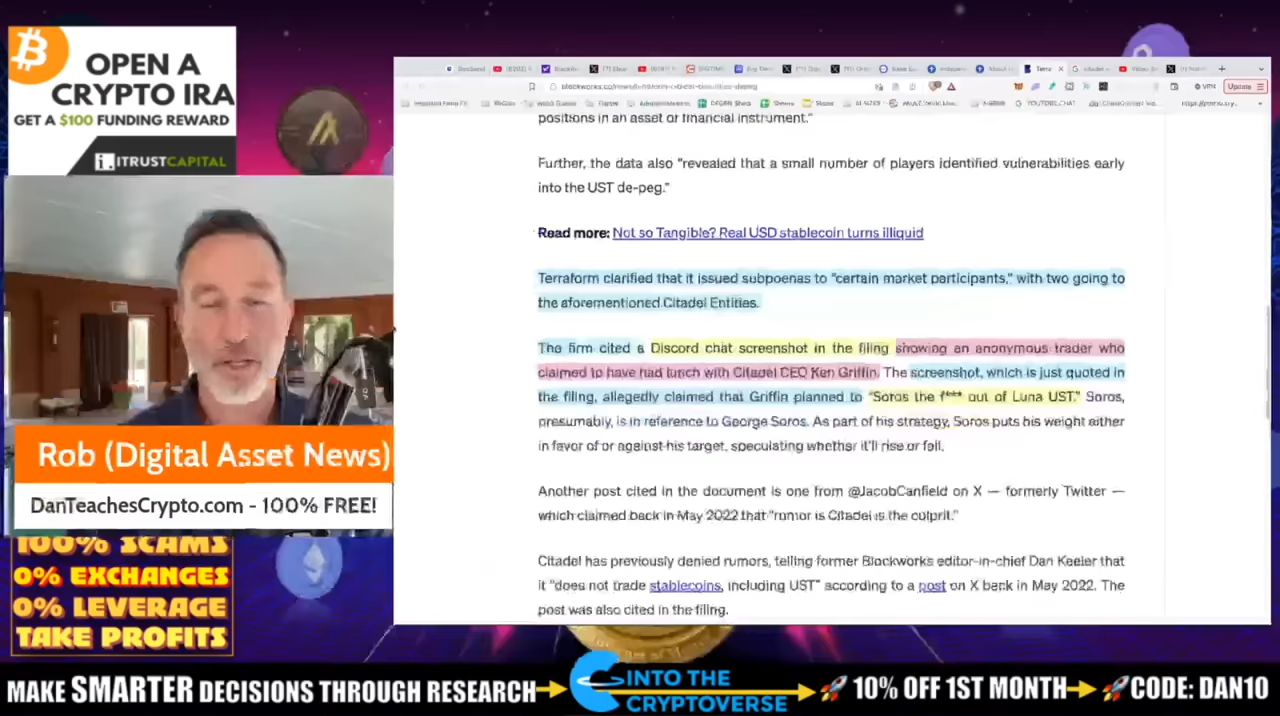 OPEN A
CRYPTO IRA
GET A $100 FUNDING REWARD
ITRUSTCAPITAL
Update
positions in an asset or financial instrument."
Further, the data also "revealed that a small number of players identified vulnerabilities early
into the UST de-peg."
Read more: Not so Tangible? Real USD stablecoin turns illiquid
Terraform clarified that it issued subpoenas to "certain market participants," with two going to
the aforementioned Citadel Entities.
The firm cited a Discord chat screenshot in the filing showing an anonymous trader who
claimed to have had lunch with Citadel CEO Ken Griffin. The screenshot, which is just quoted in
the filing, allegedly claimed that Griffin planned to "Soros the f*** out of Luna UST." Soros,
presumably, is in reference to George Soros. As part of his strategy, Soros puts his weight either
in favor of or against his target, speculating whether it'll rise or fall.
Another post cited in the document is one from @JacobCanfield on X — formerly Twitter —
which claimed back in May 2022 that "rumor is Citadel is the culprit."
Citadel has previously denied rumors, telling former Blockworks editor-in-chief Dan Keeler that
it "does not trade stablecoins, including UST" according to a post on X back in May 2022. The
post was also cited in the filing.
Rob (Digital Asset News)
DanTeachesCrypto.com - 100% FREE!
100% SCAMS
0% EXCHANGES
0% LEVERAGE
TAKE PROFITS
MAKE SMARTER DECISIONS THROUGH RESEARCH
INTO THE
CRYPTOVERSE
10% OFF 1ST MONTH
CODE: DAN10